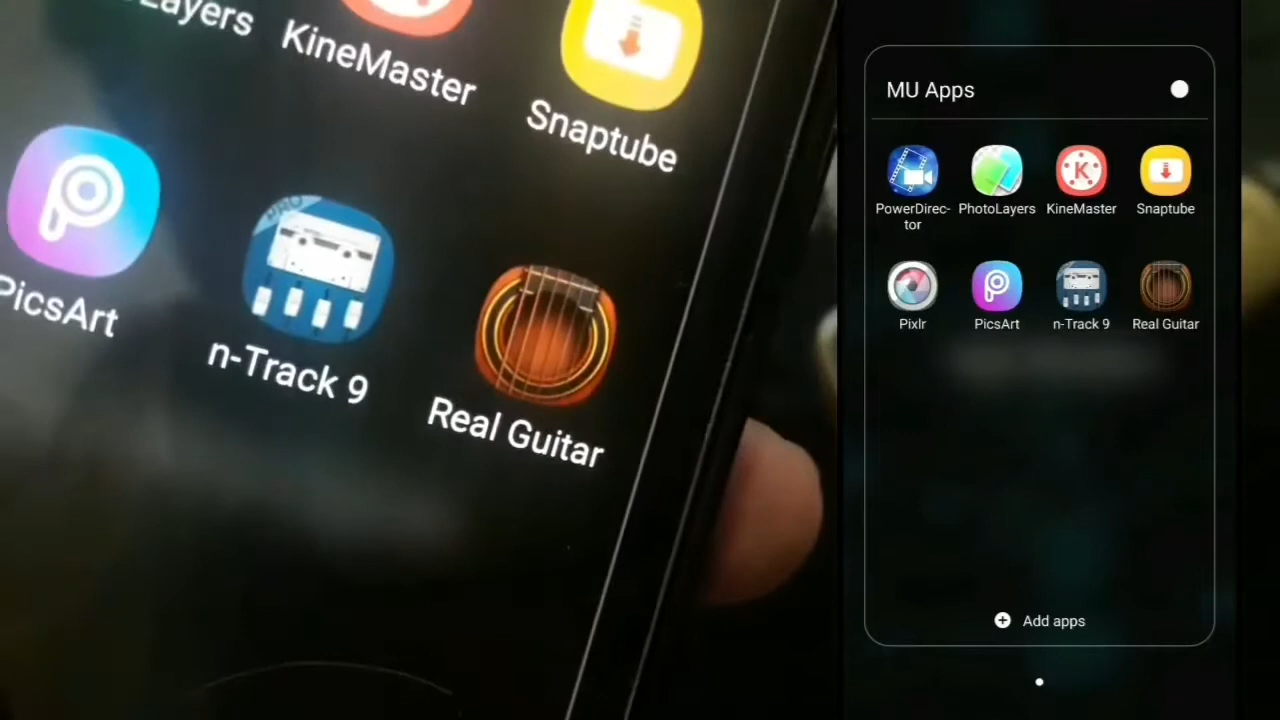 Layers
KineMaster
Snaptube
PicsArt
PRO
n-Track 9
Real Guitar
MU Apps
PowerDirec-
tor
PhotoLayers
KineMaster
Snaptube
Pixlr
PicsArt
n-Track 9
Real Guitar
Add apps